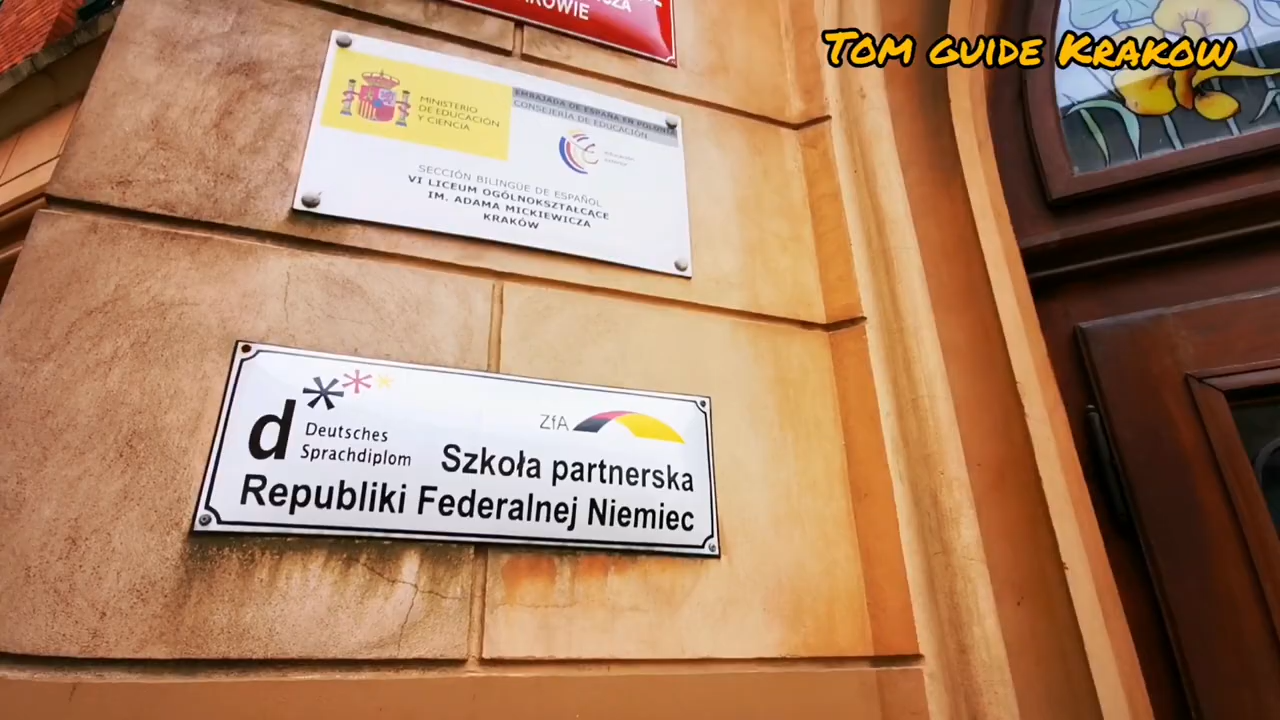 KOWIE
TOM GUIDE KRAKOW
MINISTERIO
DE EDUCACIÓN
Y CIENCIA
EMBAJADA DE ESPAÑA EN POLONIA
CONSEJERÍA DE EDUCACIÓN
SECCIÓN BILINGÜE DE ESPAÑOL
VI LICEUM OGÓLNOKSZTAŁCĄCE
IM. ADAMA MICKIEWICZA
KRAKÓW
d
Deutsches
Sprachdiplom
ZfA
Szkoła partnerska
Republiki Federalnej Niemiec